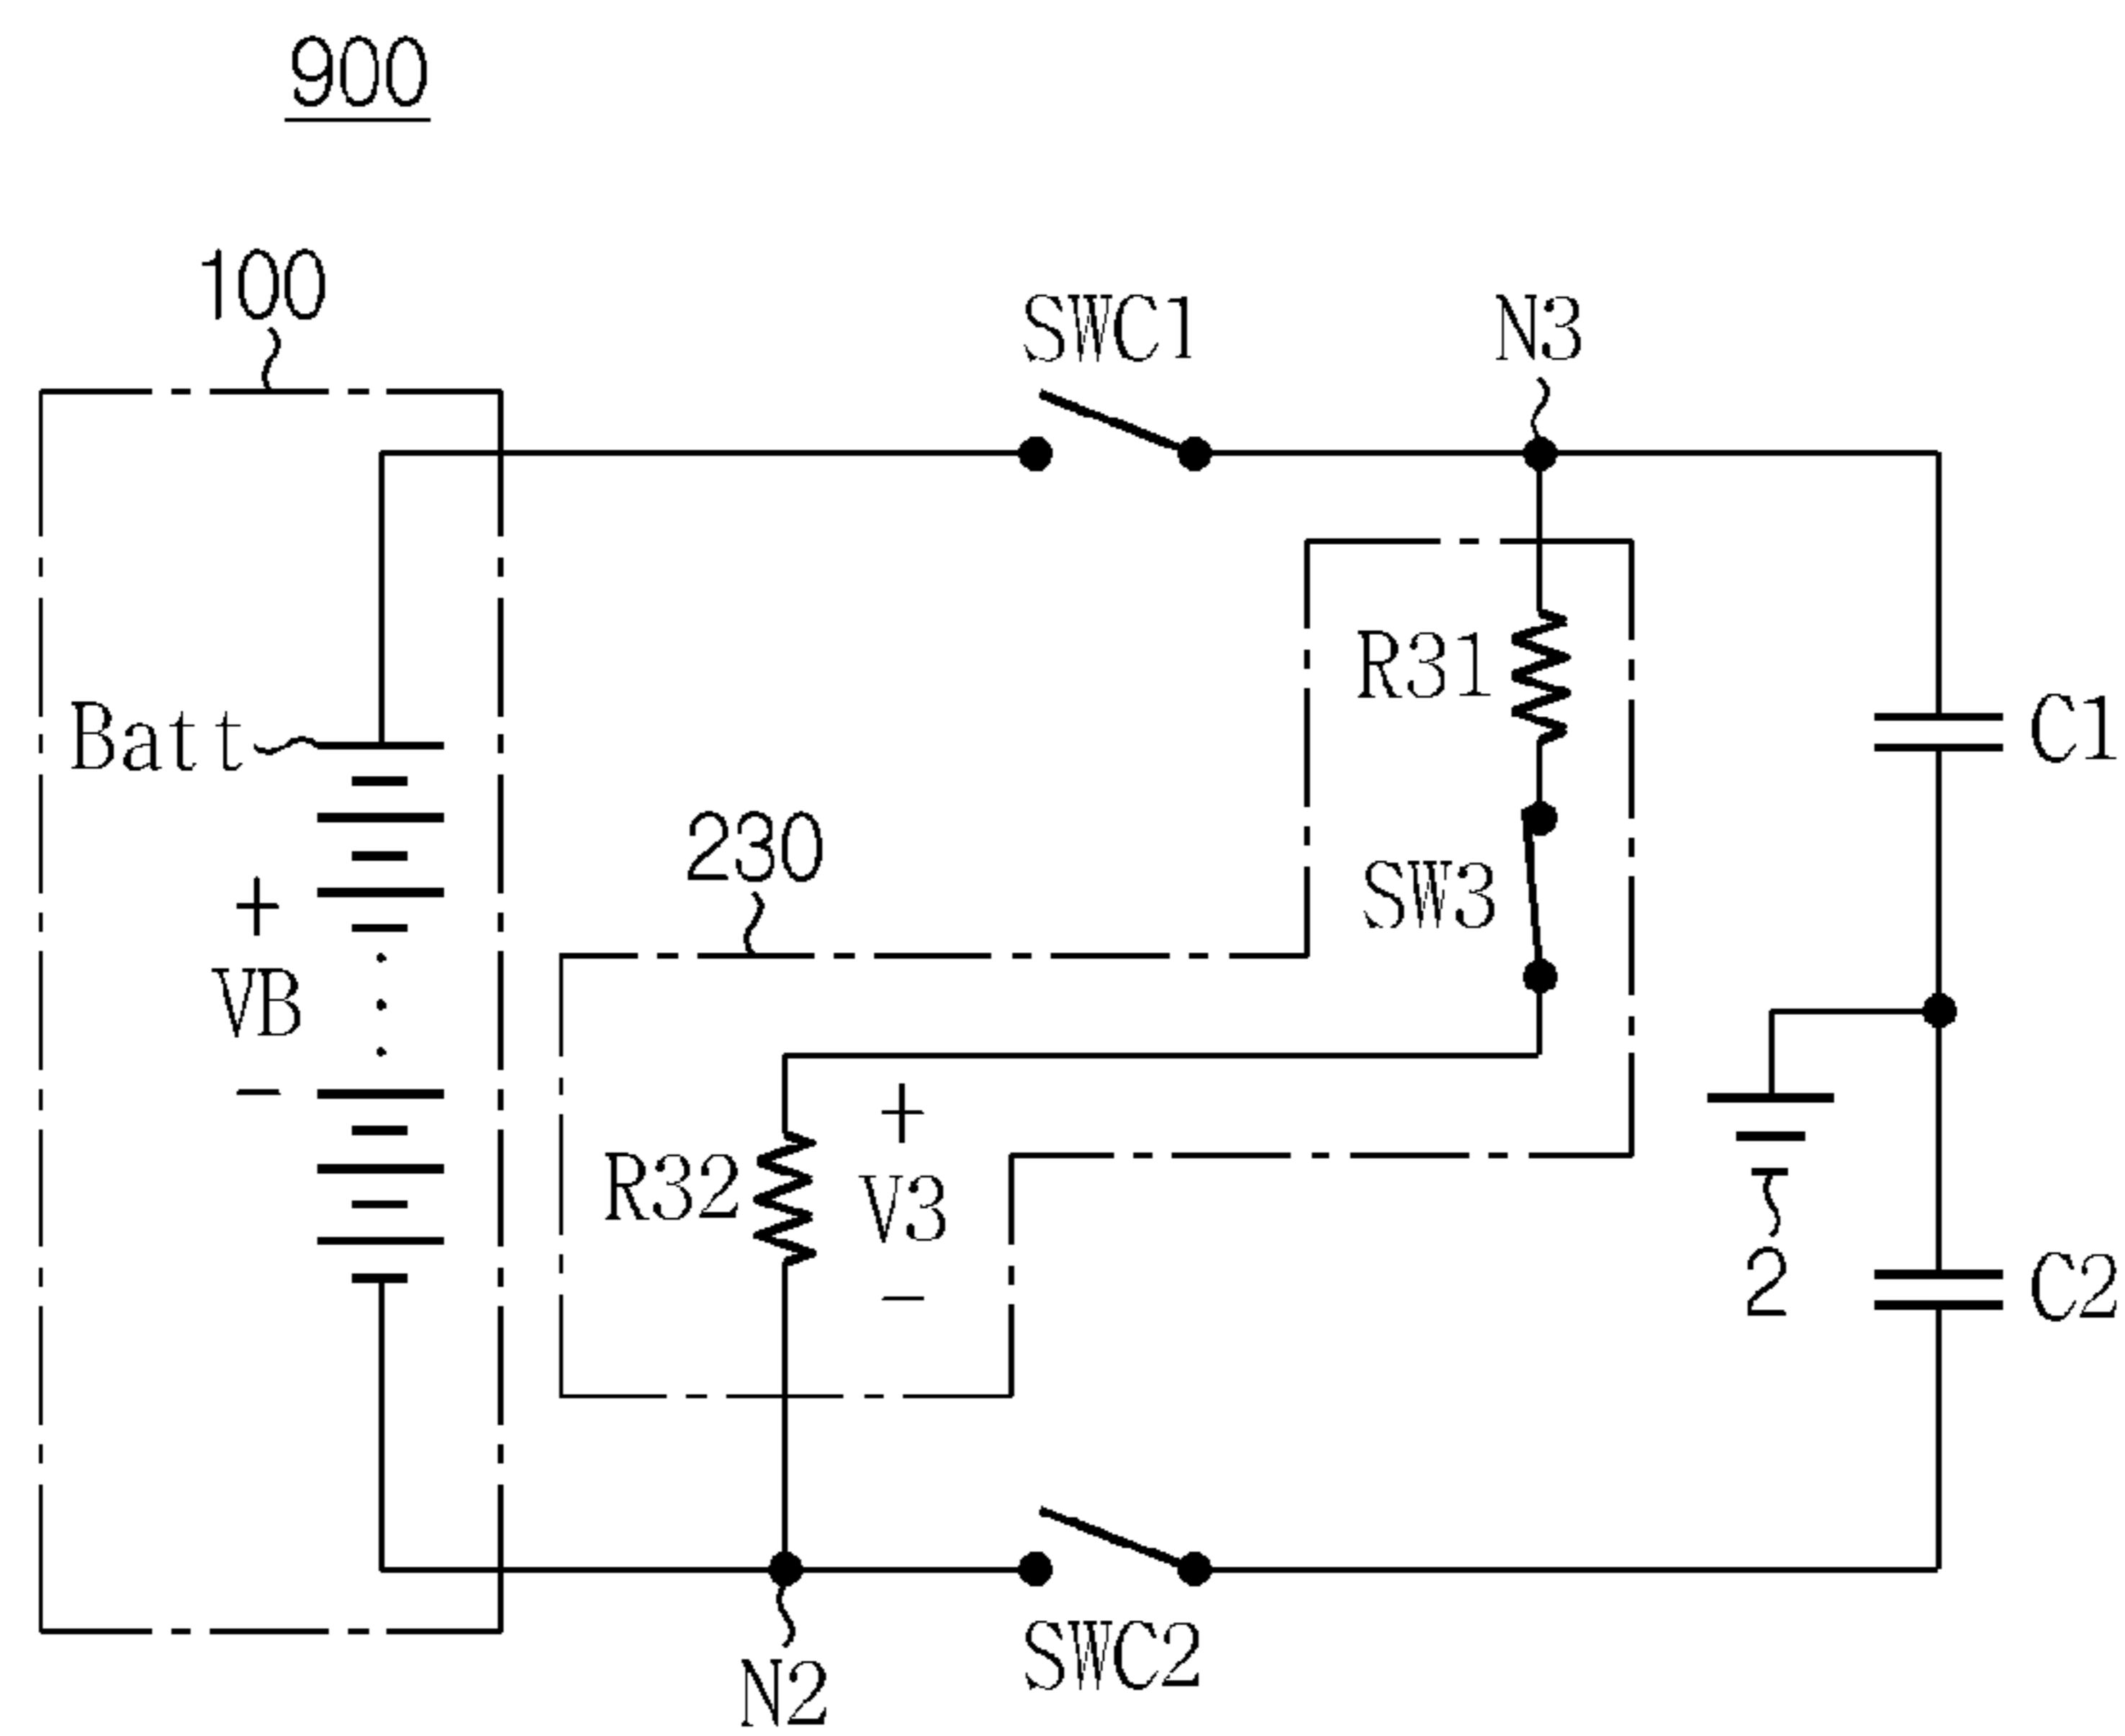 900
100
SWC1
N3
R31
Batt
C1
230
SW3
+
VB
-
+
R32
V3
-
2
C2
SWC2
N2